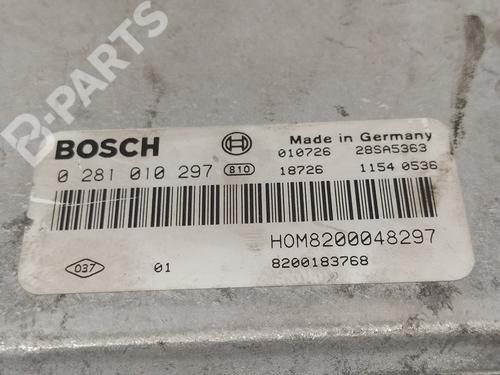 B-PARTS
BOSCH
Made in Germany
010726 28SA5363
0 281 010 297 810 18726 1154 0536
HOM8200048297
037 01 8200183768